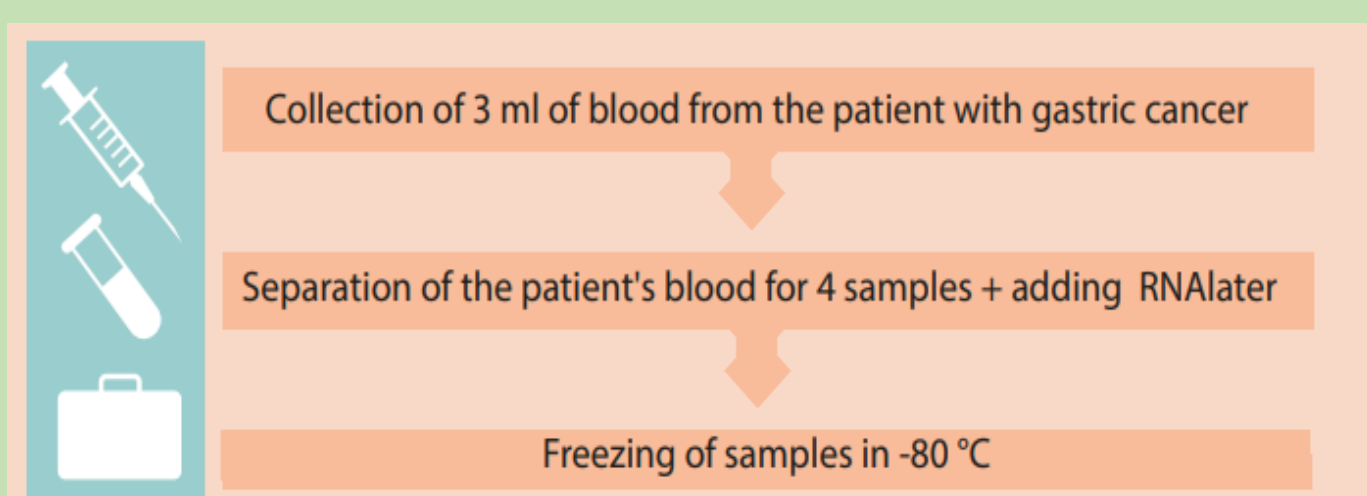 Collection of 3 ml of blood from the patient with gastric cancer
Separation of the patient's blood for 4 samples + adding RNAlater
Freezing of samples in -80 °C